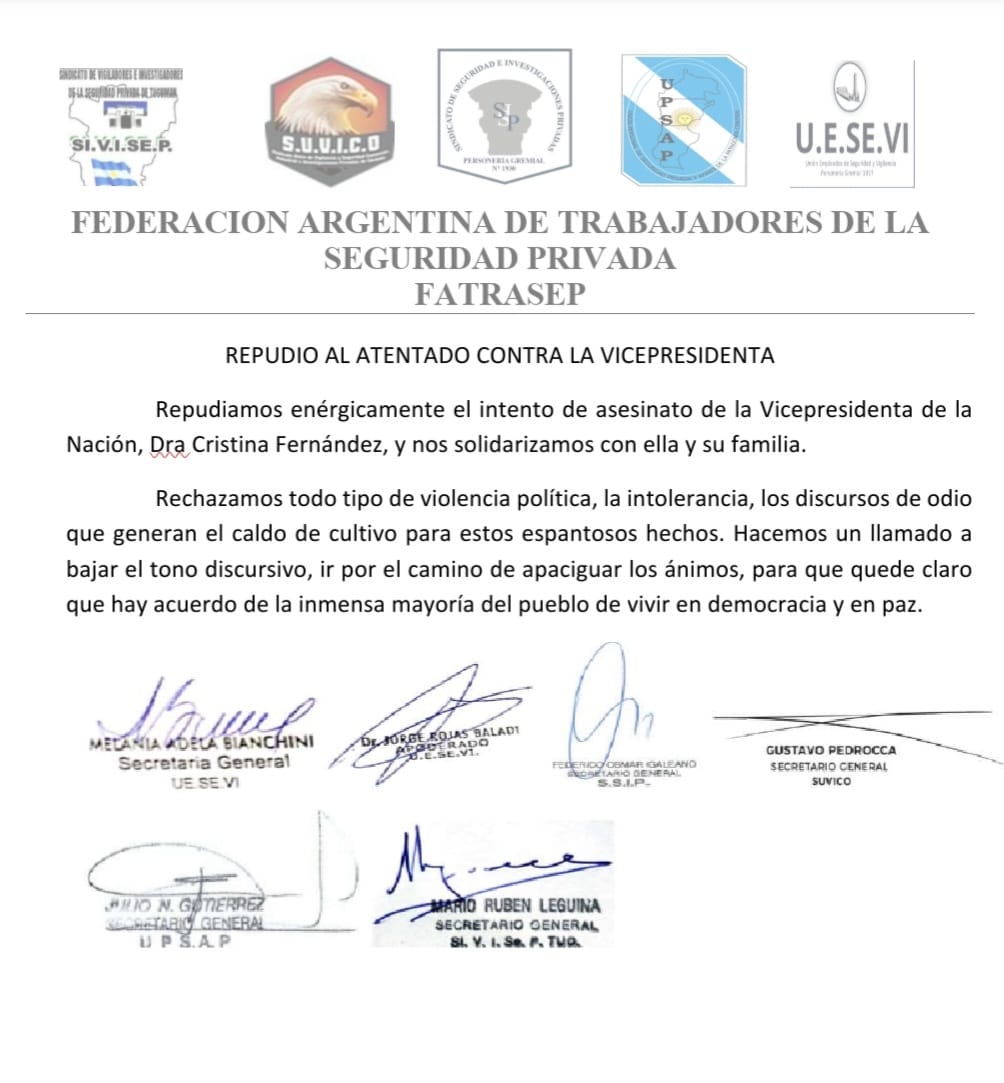 SINDICATO DE VIGILADORES E INVESTIGADORES
DE LA SEGURIDAD PRIVADA DE TUCUMAN
SI.V.I.SE.P.
S.U.V.I.C.O
SINDICATO DE SEGURIDAD E INVESTIGACIONES PRIVADAS
SIP
PERSONERIA GREMIAL
N° 1930
UPSAP
U.E.SE.VI
Unión Empleados de Seguridad y Vigilancia
Personería Gremial 1917
FEDERACION ARGENTINA DE TRABAJADORES DE LA
SEGURIDAD PRIVADA
FATRASEP
REPUDIO AL ATENTADO CONTRA LA VICEPRESIDENTA
Repudiamos enérgicamente el intento de asesinato de la Vicepresidenta de la
Nación, Dra Cristina Fernández, y nos solidarizamos con ella y su familia.
Rechazamos todo tipo de violencia política, la intolerancia, los discursos de odio
que generan el caldo de cultivo para estos espantosos hechos. Hacemos un llamado a
bajar el tono discursivo, ir por el camino de apaciguar los ánimos, para que quede claro
que hay acuerdo de la inmensa mayoría del pueblo de vivir en democracia y en paz.
MELANIA ADELA BIANCHINI
Secretaria General
UE.SE.VI
Dr. JORGE ROJAS BALADI
APODERADO
U.E.SE.VI.
FEDERICO OSMAR GALEANO
SECRETARIO GENERAL
S.S.I.P.-
GUSTAVO PEDROCCA
SECRETARIO GENERAL
SUVICO
JULIO N. GUTIERREZ
SECRETARIO GENERAL
U P S.A.P
MARIO RUBEN LEGUINA
SECRETARIO GENERAL
SI. V. I. Se. P. TUC.